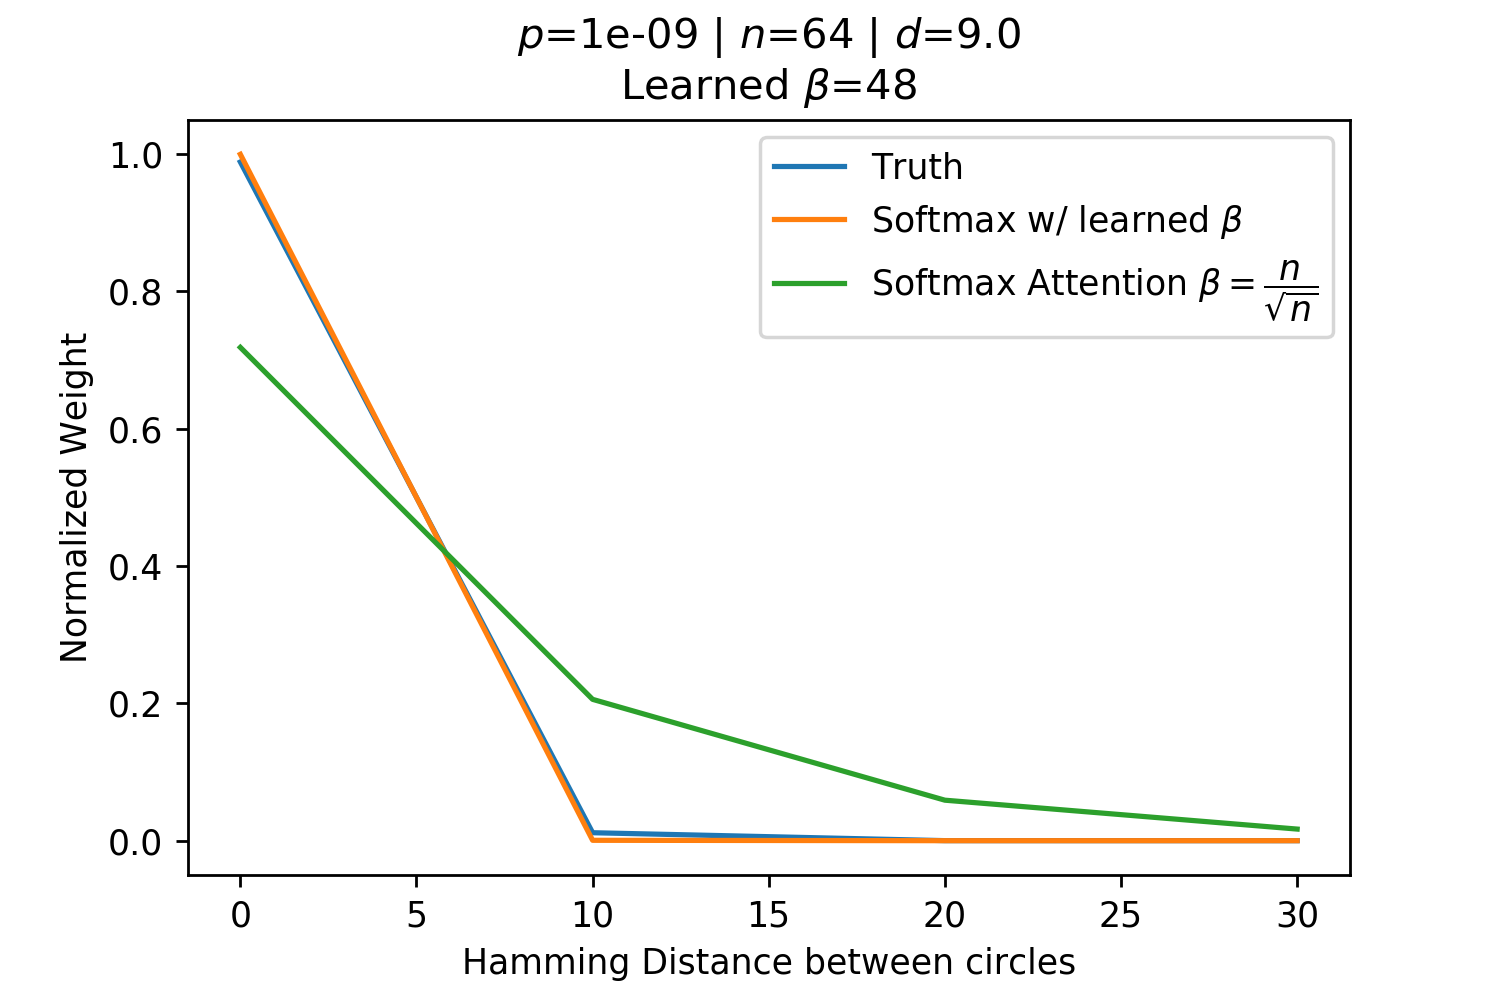 p=1e-09 | n=64 | d=9.0
Learned β=48
Truth
Softmax w/ learned β
Softmax Attention β = n/√n
Normalized Weight
1.0
0.8
0.6
0.4
0.2
0.0
0 5 10 15 20 25 30
Hamming Distance between circles